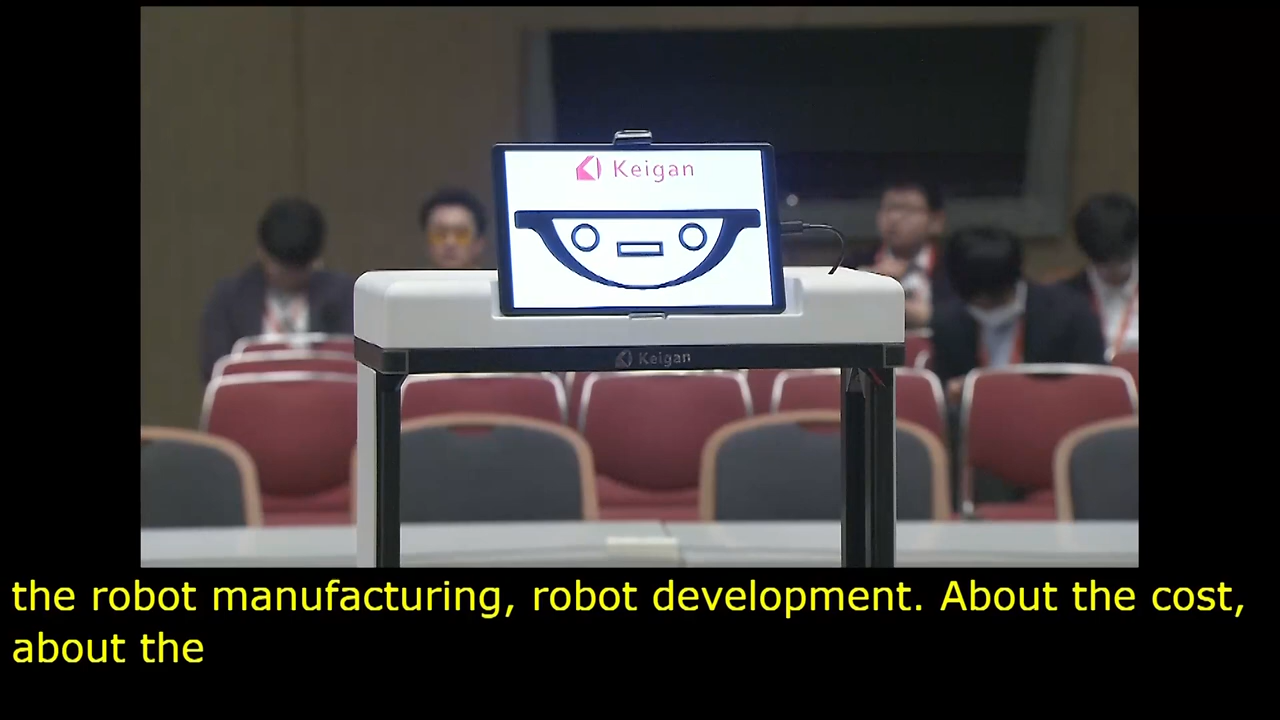 Keigan
Keigan
the robot manufacturing, robot development. About the cost,
about the